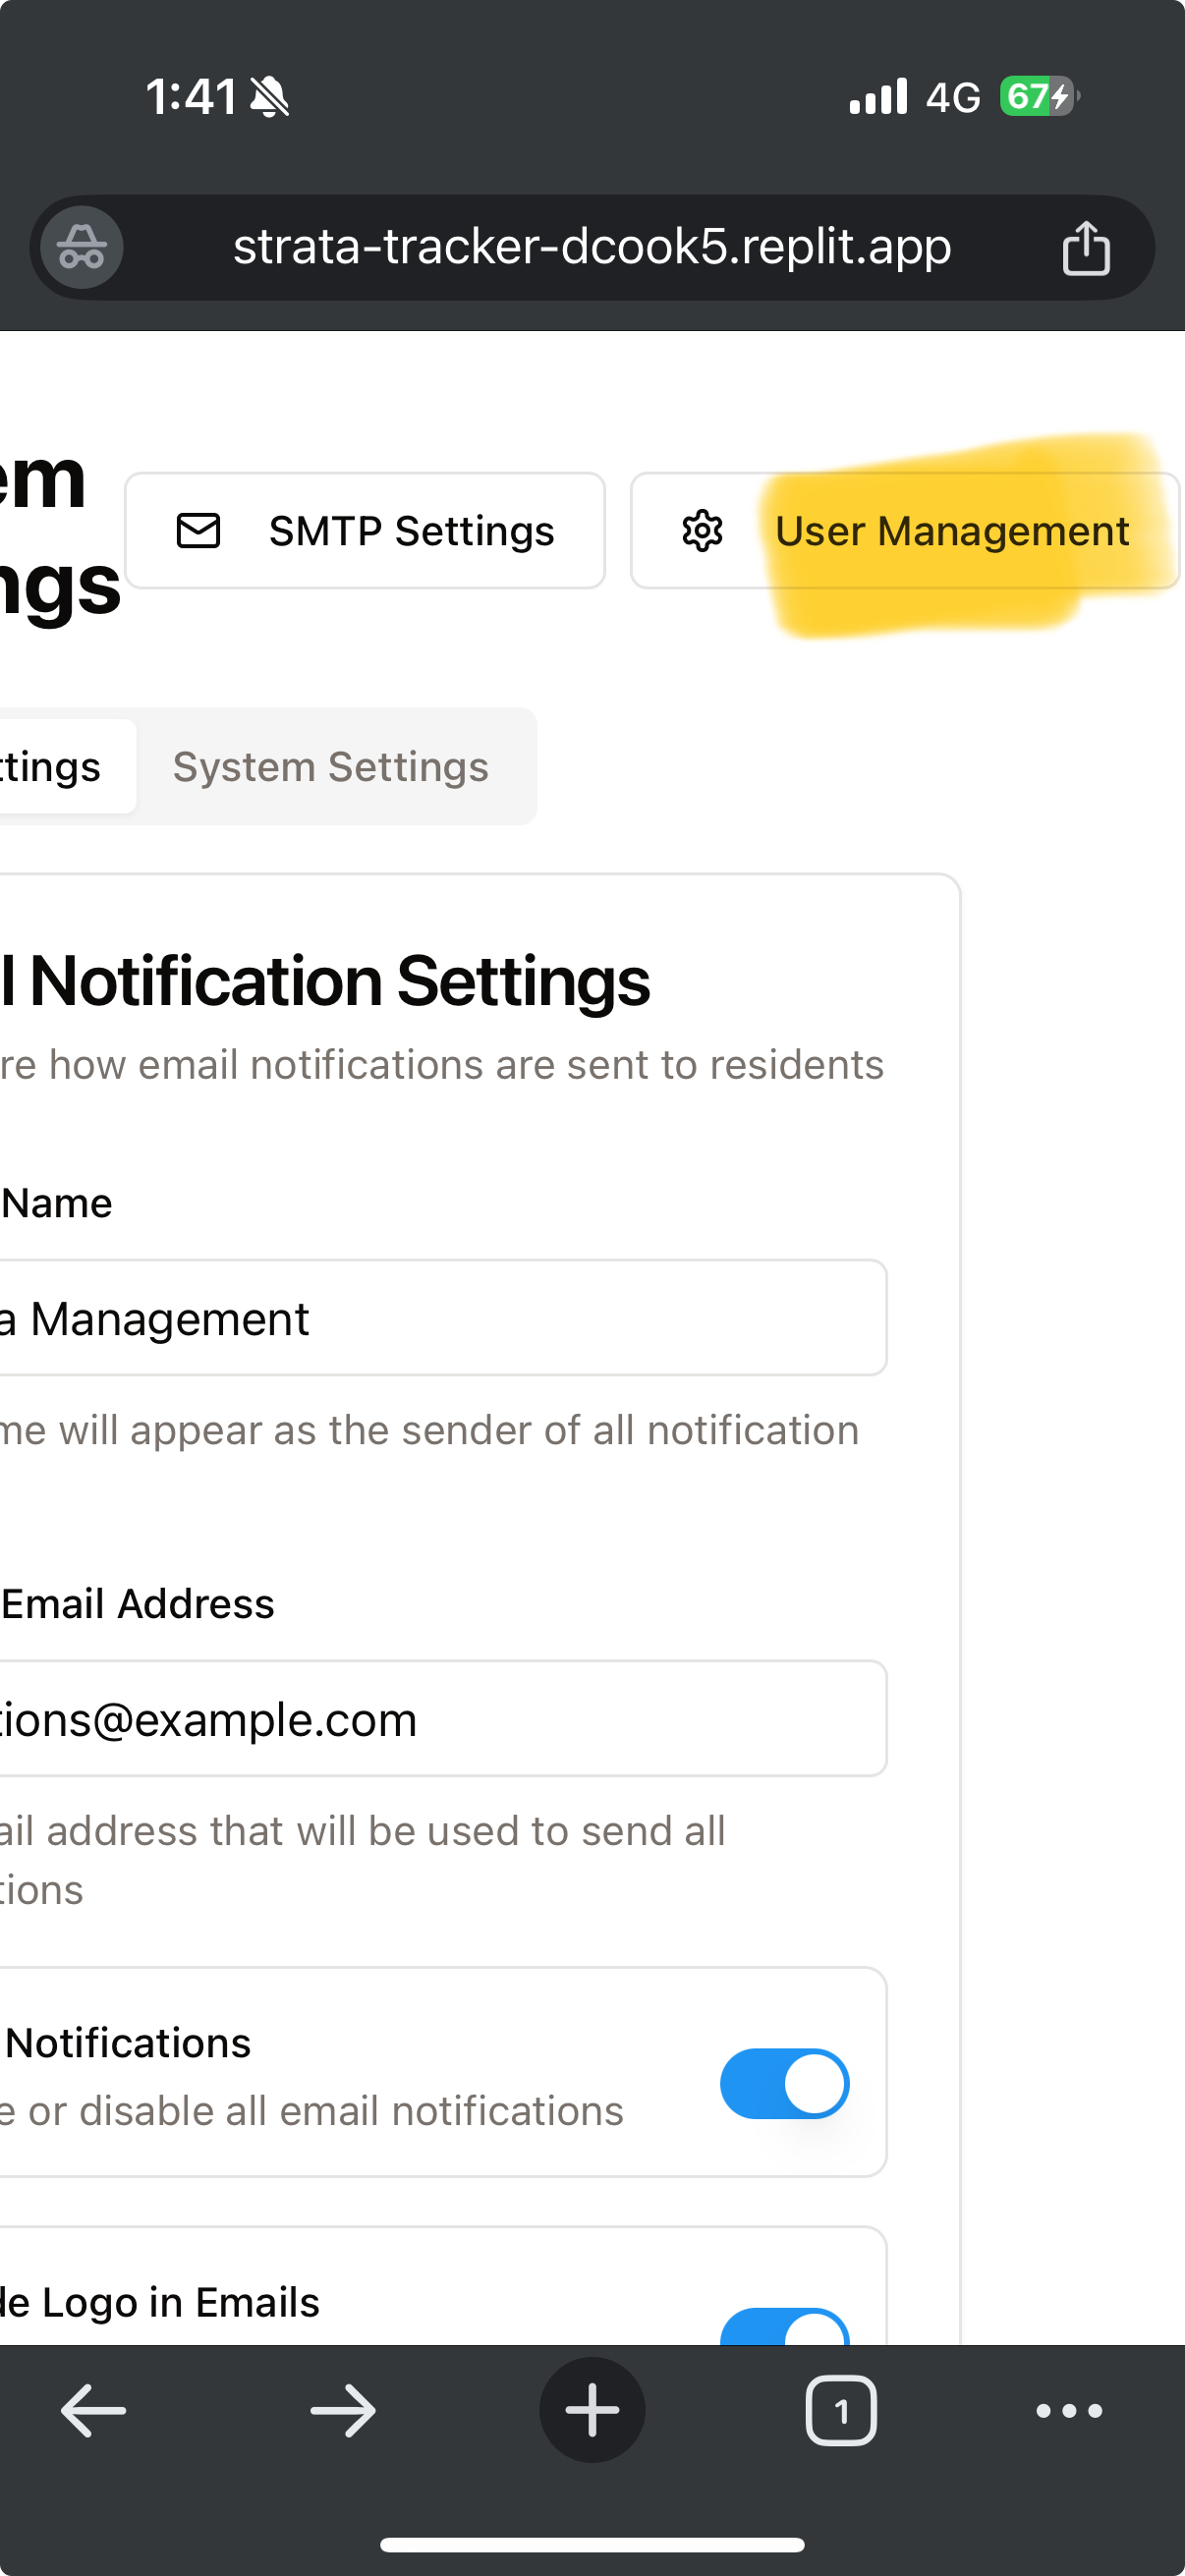 1:41 4G 67
strata-tracker-dcook5.replit.app
em
ngs
SMTP Settings
User Management
ttings
System Settings
l Notification Settings
re how email notifications are sent to residents
Name
a Management
me will appear as the sender of all notification
Email Address
tions@example.com
ail address that will be used to send all
tions
Notifications
e or disable all email notifications
de Logo in Emails
1